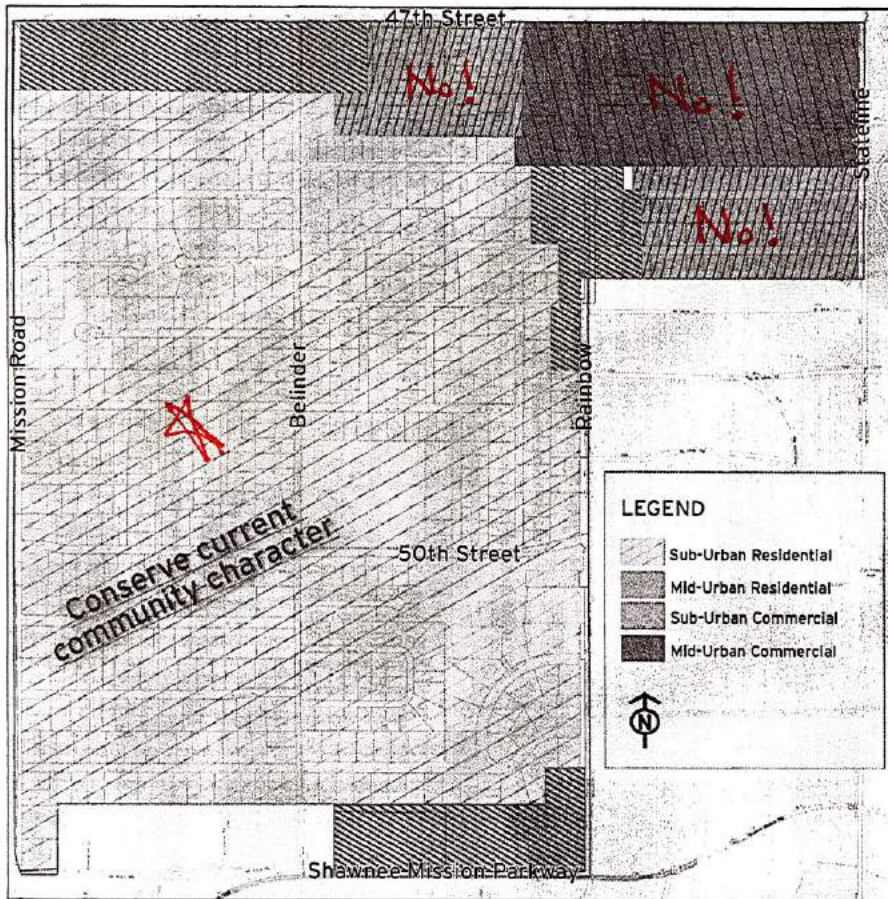 47th Street
No!
No!
Stateline
No!
Mission Road
Belinder
Rainbow
Conserve current
community character
50th Street
LEGEND
Sub-Urban Residential
Mid-Urban Residential
Sub-Urban Commercial
Mid-Urban Commercial
N
Shawnee Mission Parkway